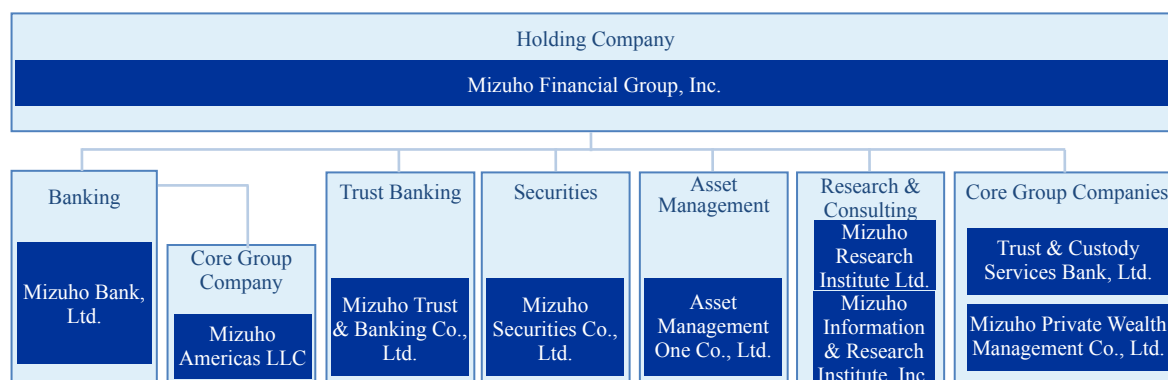 Holding Company
Mizuho Financial Group, Inc.
Banking
Mizuho Bank,
Ltd.
Core Group
Company
Mizuho
Americas LLC
Trust Banking
Mizuho Trust
& Banking Co.,
Ltd.
Securities
Mizuho
Securities Co.,
Ltd.
Asset
Management
Asset
Management
One Co., Ltd.
Research &
Consulting
Mizuho
Research
Institute Ltd.
Mizuho
Information
& Research
Institute, Inc.
Core Group Companies
Trust & Custody
Services Bank, Ltd.
Mizuho Private Wealth
Management Co., Ltd.